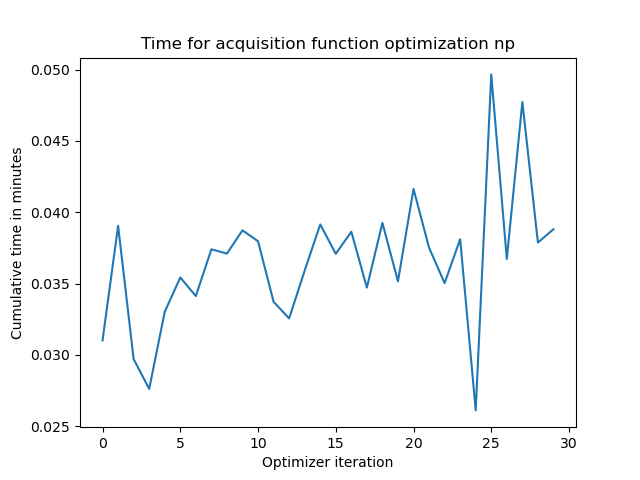 Time for acquisition function optimization np
0.050
0.045
0.040
0.035
0.030
0.025
Cumulative time in minutes
0 5 10 15 20 25 30
Optimizer iteration